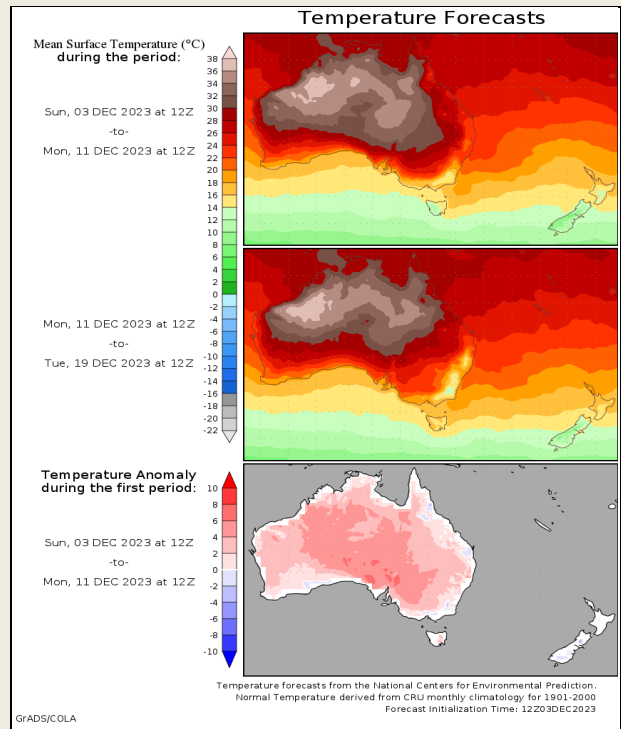 Temperature Forecasts
Mean Surface Temperature (°C)
during the period:
Sun, 03 DEC 2023 at 12Z
-to-
Mon, 11 DEC 2023 at 12Z
38
36
34
32
30
28
26
24
22
20
18
16
14
12
10
8
6
4
2
0
-2
-4
-6
-8
-10
-12
-14
-16
-18
-20
-22
Mon, 11 DEC 2023 at 12Z
-to-
Tue, 19 DEC 2023 at 12Z
Temperature Anomaly
during the first period:
Sun, 03 DEC 2023 at 12Z
-to-
Mon, 11 DEC 2023 at 12Z
10
8
6
4
2
0
-2
-4
-6
-8
-10
Temperature forecasts from the National Centers for Environmental Prediction.
Normal Temperature derived from CRU monthly climatology for 1901-2000
Forecast Initialization Time: 12Z03DEC2023
GrADS/COLA